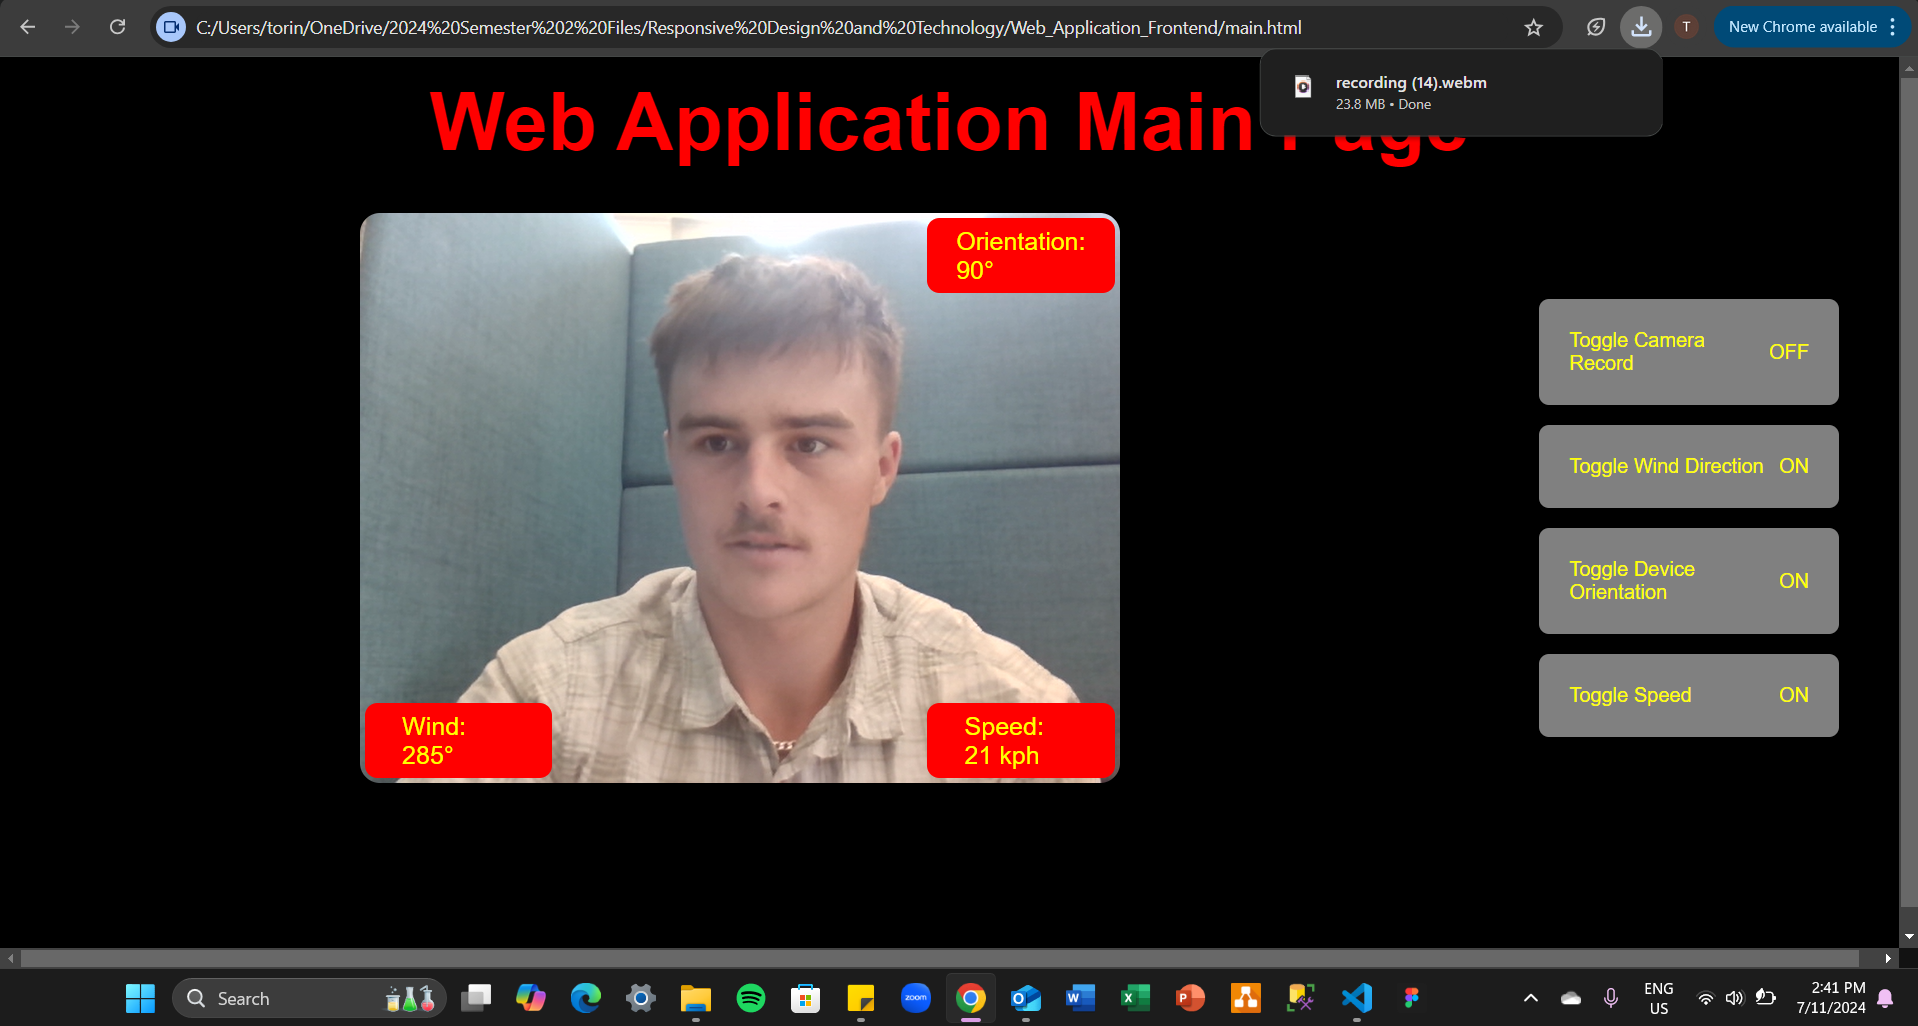 C:/Users/torin/OneDrive/2024%20Semester%202%20Files/Responsive%20Design%20and%20Technology/Web_Application_Frontend/main.html
T
New Chrome available
recording (14).webm
23.8 MB • Done
Web Application Main Page
Orientation:
90°
Toggle Camera
Record
OFF
Toggle Wind Direction ON
Toggle Device
Orientation
ON
Toggle Speed ON
Wind:
285°
Speed:
21 kph
Search
zoom
ENG
US
2:41 PM
7/11/2024